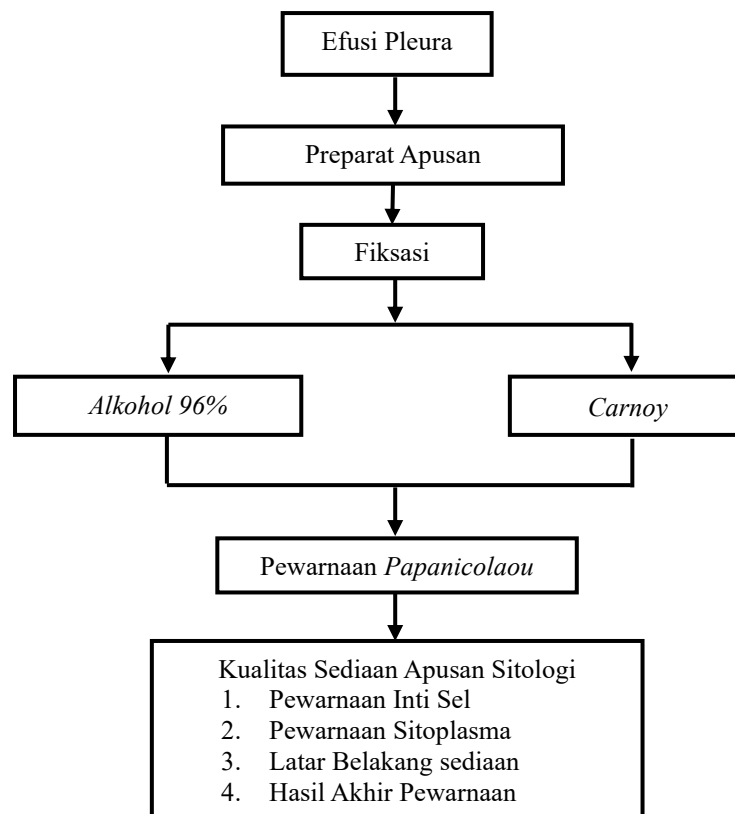 Efusi Pleura
Preparat Apusan
Fiksasi
Alkohol 96%
Carnoy
Pewarnaan Papanicolaou
Kualitas Sediaan Apusan Sitologi
1. Pewarnaan Inti Sel
2. Pewarnaan Sitoplasma
3. Latar Belakang sediaan
4. Hasil Akhir Pewarnaan